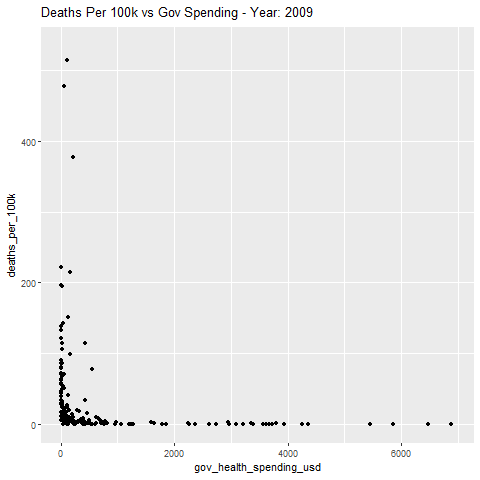 Deaths Per 100k vs Gov Spending - Year: 2009
deaths_per_100k
400
200
0
0 2000 4000 6000
gov_health_spending_usd